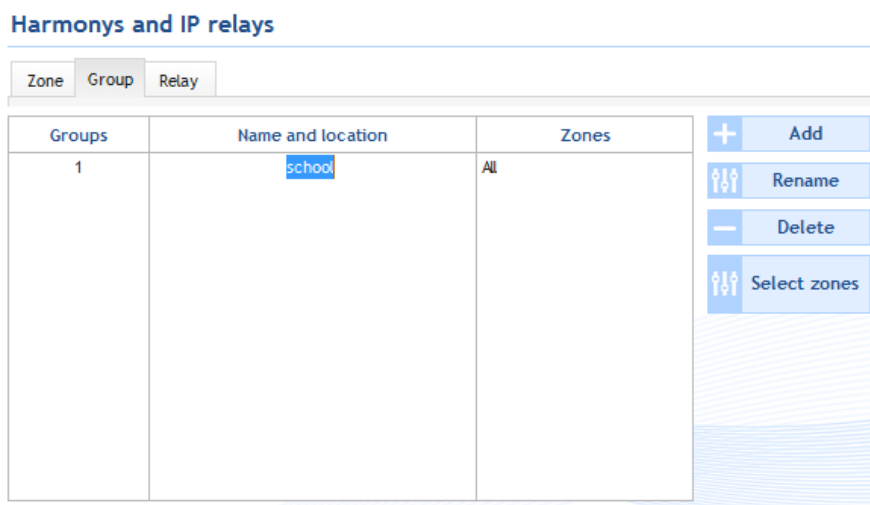 Harmonys and IP relays
Zone Group Relay
Groups Name and location Zones
1 school All
Add
Rename
Delete
Select zones